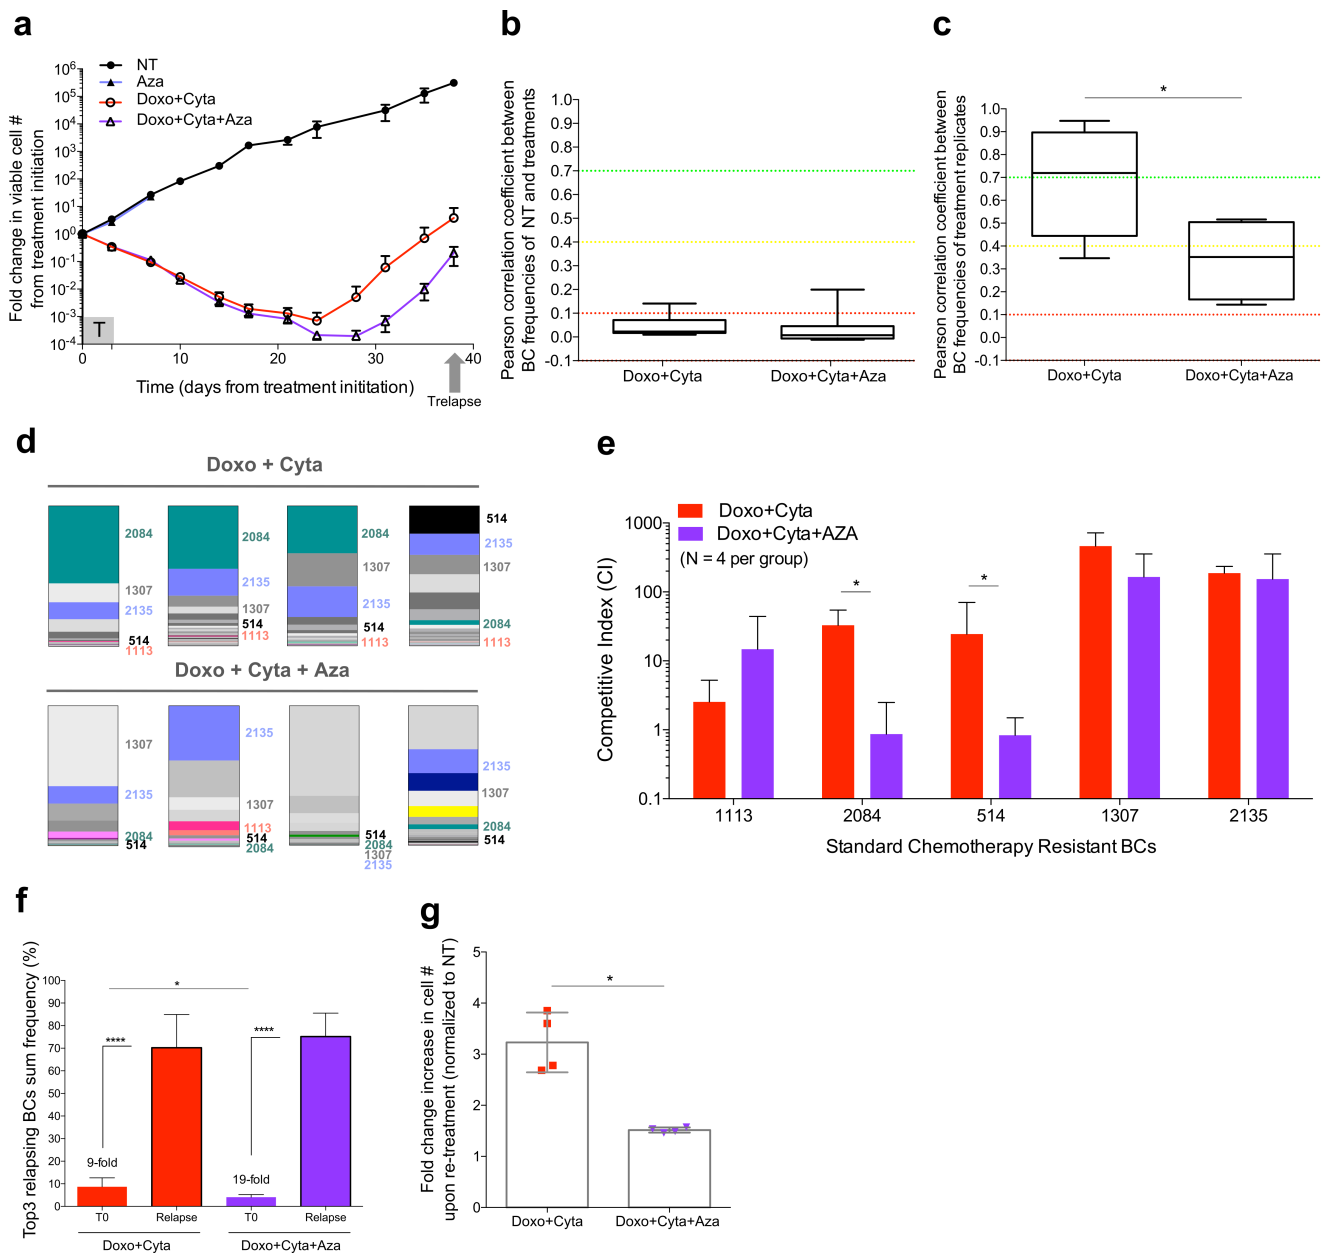 a
NT
Aza
Doxo+Cyta
Doxo+Cyta+Aza
Fold change in viable cell #
from treatment initiation
10^6
10^5
10^4
10^3
10^2
10^1
10^0
10^-1
10^-2
10^-3
10^-4
T
0
20
30
40
Time (days from treatment inititation)
Trelapse
b
Pearson correlation coefficient between
BC frequencies of NT and treatments
1.0
0.9
0.8
0.7
0.6
0.5
0.4
0.3
0.2
0.1
0.0
-0.1
Doxo+Cyta
Doxo+Cyta+Aza
c
Pearson correlation coefficient between
BC frequencies of treatment replicates
1.0
0.9
0.8
0.7
0.6
0.5
0.4
0.3
0.2
0.1
0.0
-0.1
*
Doxo+Cyta
Doxo+Cyta+Aza
d
Doxo + Cyta
2084
1307
2135
514
1113
2084
2135
1307
514
1113
2084
1307
2135
514
1113
514
2135
1307
2084
1113
Doxo + Cyta + Aza
1307
2135
2084
514
2135
1307
1113
514
2084
514
2084
1307
2135
2135
1307
2084
514
e
Doxo+Cyta
Doxo+Cyta+AZA
(N = 4 per group)
Competitive Index (CI)
1000
100
10
1
0.1
*
*
1113
2084
514
1307
2135
Standard Chemotherapy Resistant BCs
f
Top3 relapsing BCs sum frequency (%)
100
90
80
70
60
50
40
30
20
10
0
*
****
****
9-fold
19-fold
T0
Relapse
T0
Relapse
Doxo+Cyta
Doxo+Cyta+Aza
g
Fold change increase in cell #
upon re-treatment (normalized to NT)
5
4
3
2
1
0
*
Doxo+Cyta
Doxo+Cyta+Aza